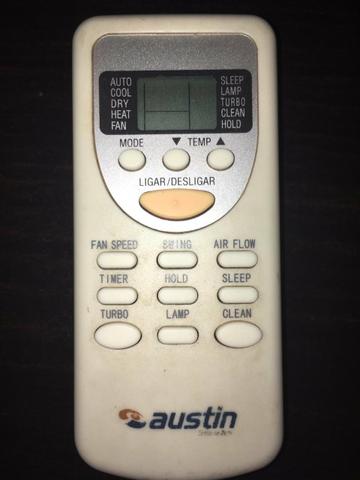 AUTO SLEEP
COOL LAMP
DRY TURBO
HEAT CLEAN
FAN HOLD
MODE ▼ TEMP ▲
LIGAR/DESLIGAR
FAN SPEED SWING AIR FLOW
TIMER HOLD SLEEP
TURBO LAMP CLEAN
austin